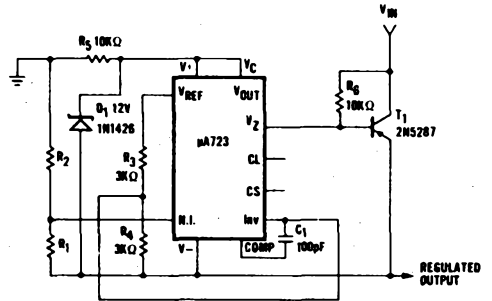 VIN
R5 10KΩ
V+
VC
D1 12V
1N1426
VREF
VOUT
R6
10KΩ
T1
2N5287
VZ
μA723
R2
R3
3KΩ
CL
CS
N.I.
Inv
R1
R4
3KΩ
C1
100pF
V−
COMP
REGULATED
OUTPUT